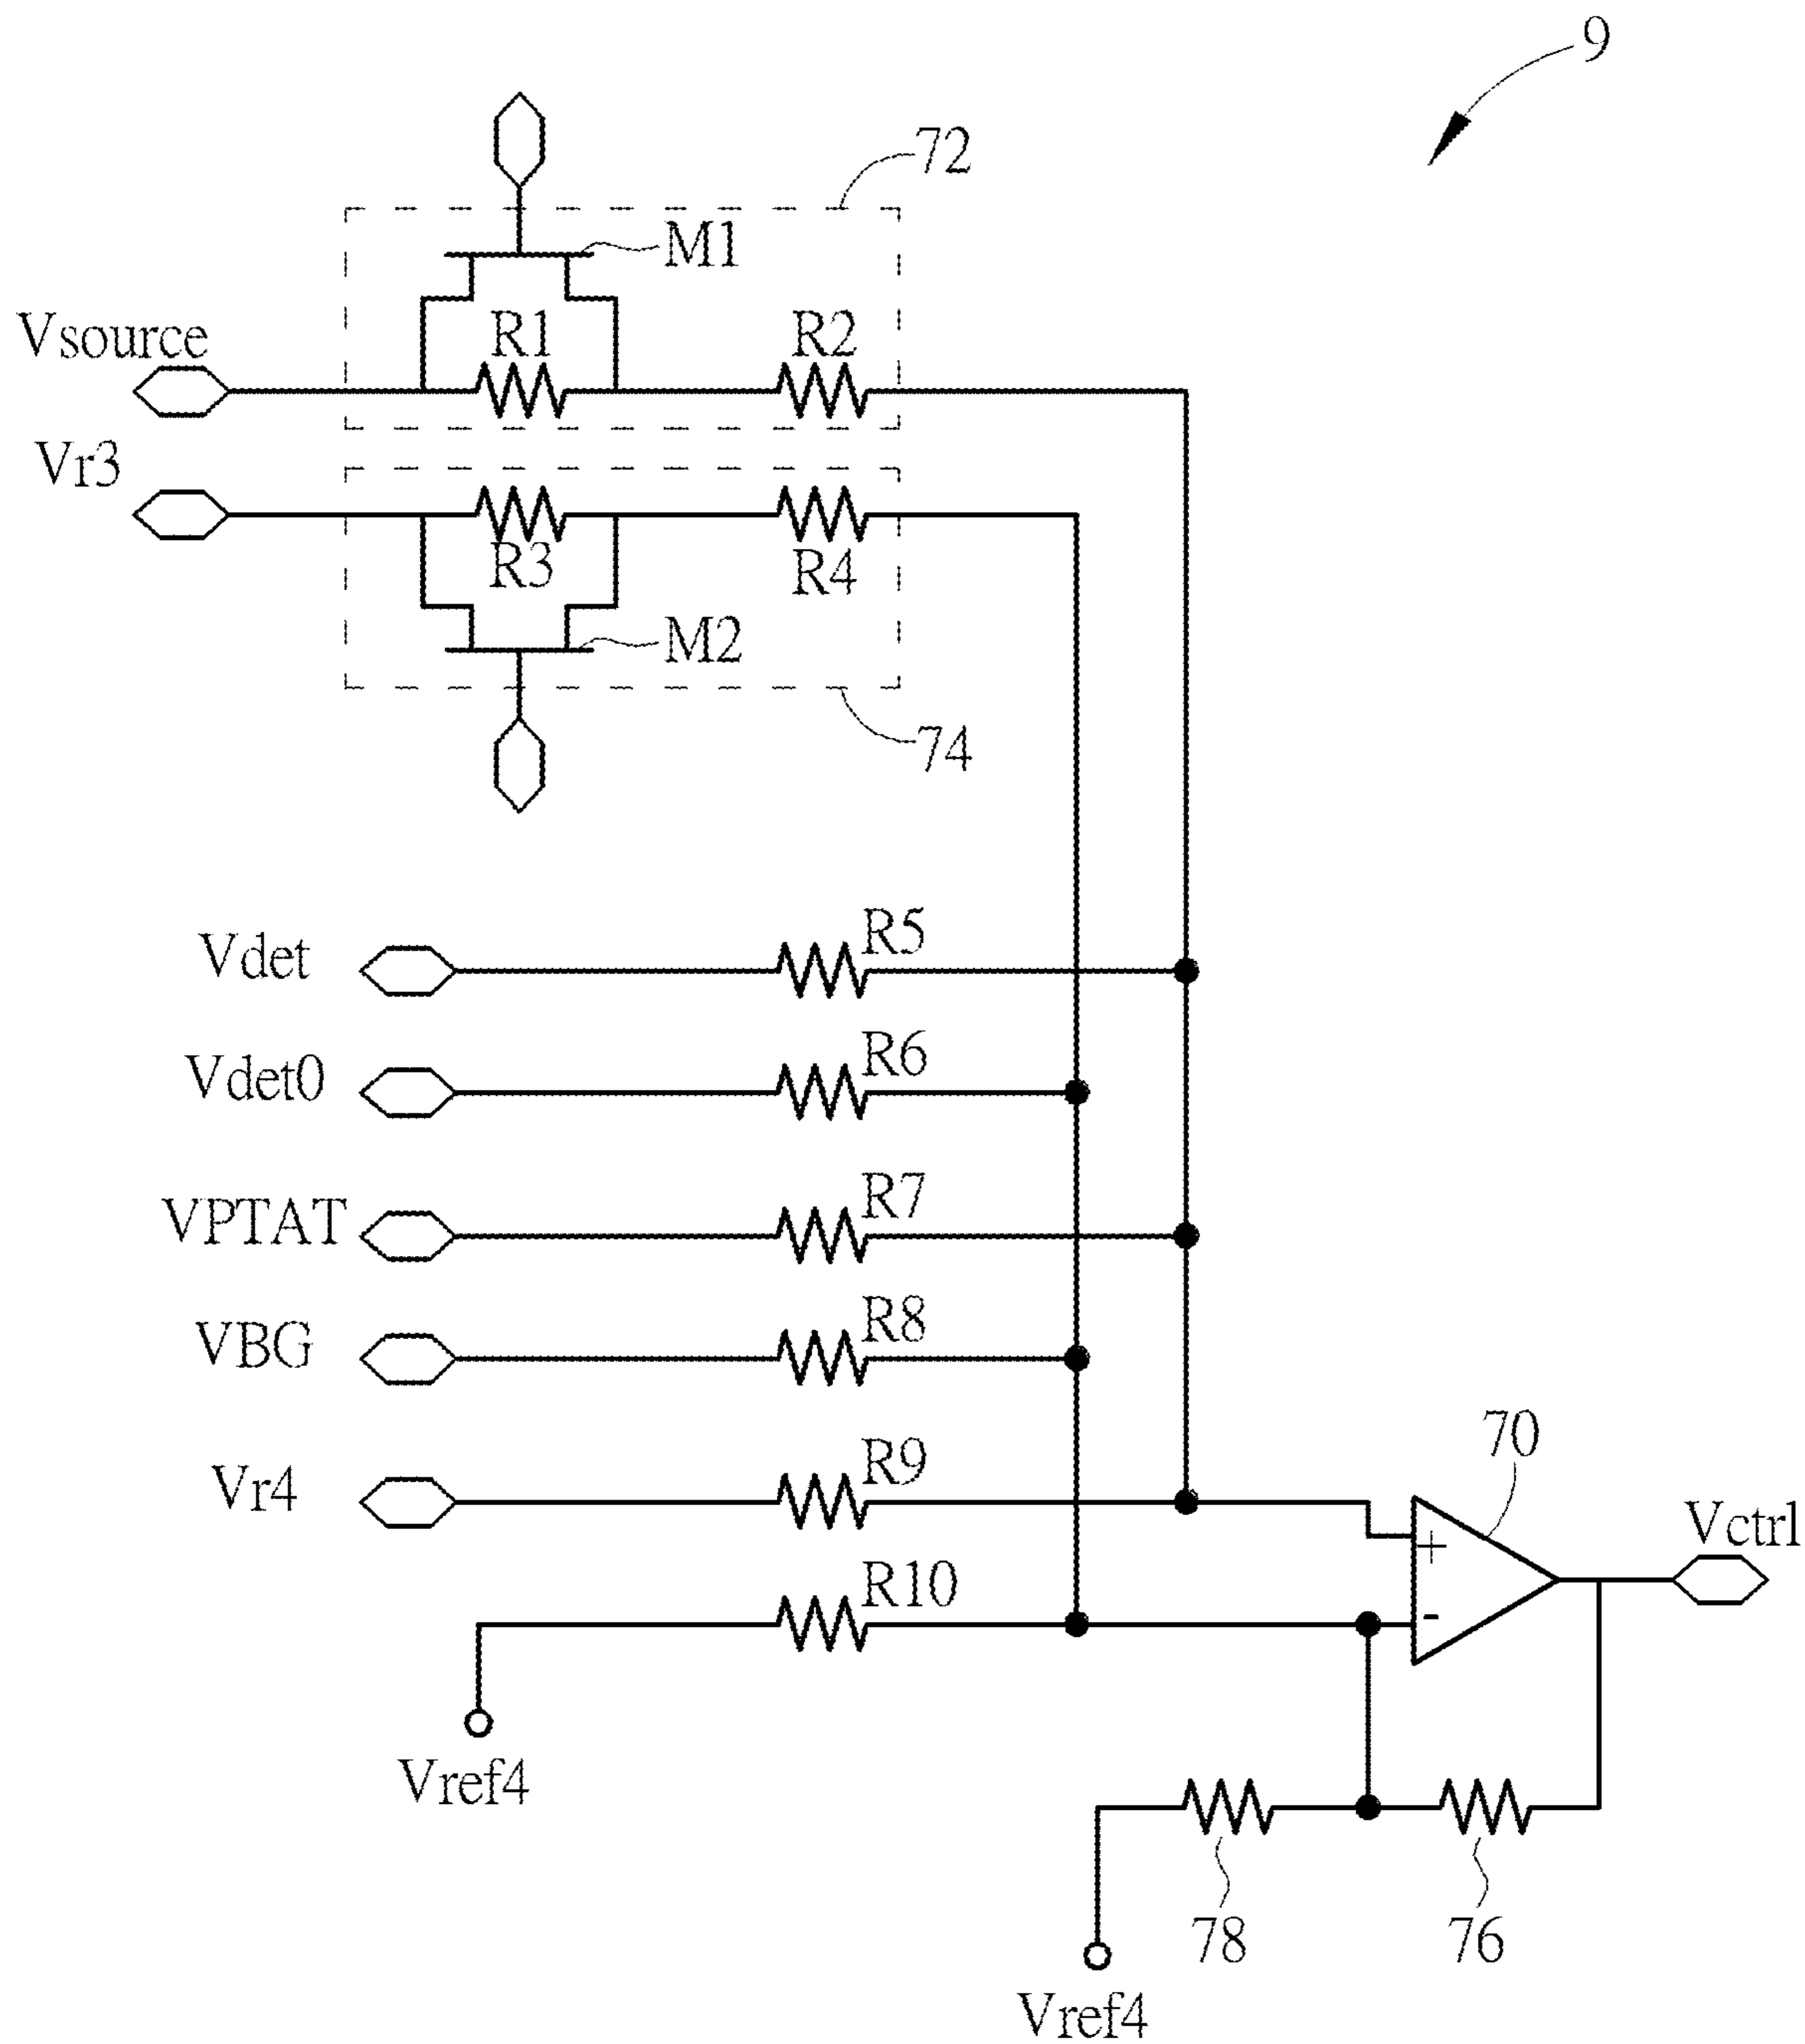 9
72
M1
Vsource
R1
R2
Vr3
R3
R4
M2
74
Vdet
R5
Vdet0
R6
VPTAT
R7
VBG
R8
Vr4
R9
70
Vctrl
+
R10
-
Vref4
78
76
Vref4